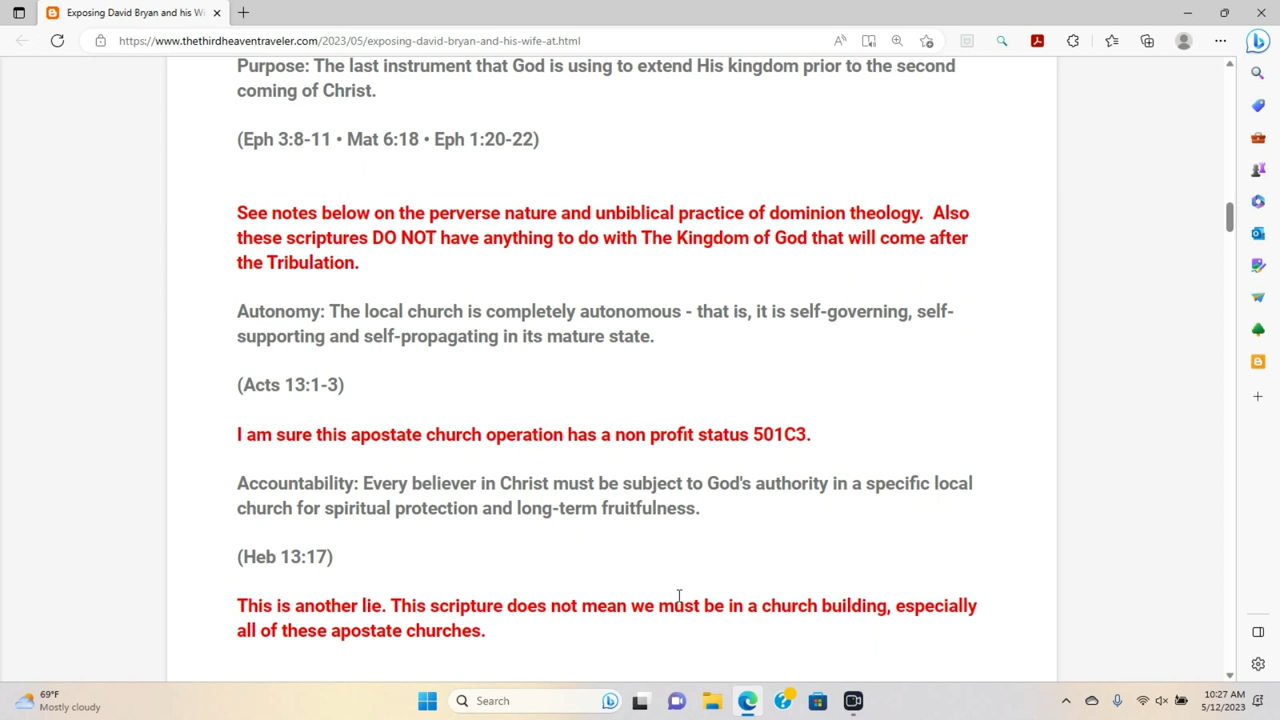 Exposing David Bryan and his Wi
https://www.thethirdheaventraveler.com/2023/05/exposing-david-bryan-and-his-wife-at.html
Purpose: The last instrument that God is using to extend His kingdom prior to the second
coming of Christ.
(Eph 3:8-11 • Mat 6:18 • Eph 1:20-22)
See notes below on the perverse nature and unbiblical practice of dominion theology.  Also
these scriptures DO NOT have anything to do with The Kingdom of God that will come after
the Tribulation.
Autonomy: The local church is completely autonomous - that is, it is self-governing, self-
supporting and self-propagating in its mature state.
(Acts 13:1-3)
I am sure this apostate church operation has a non profit status 501C3.
Accountability: Every believer in Christ must be subject to God's authority in a specific local
church for spiritual protection and long-term fruitfulness.
(Heb 13:17)
This is another lie. This scripture does not mean we must be in a church building, especially
all of these apostate churches.
69°F
Mostly cloudy
Search
10:27 AM
5/12/2023